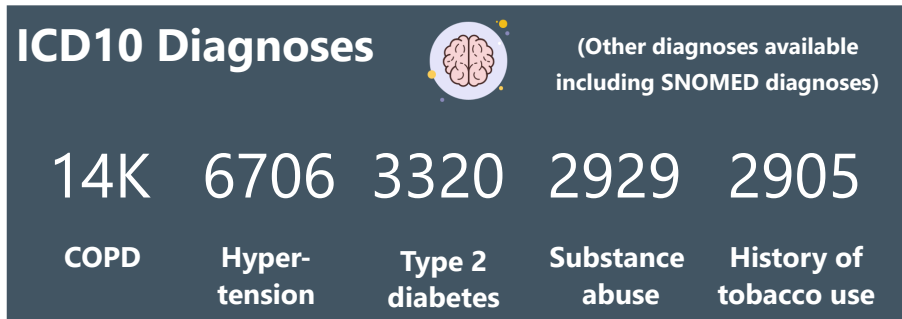 ICD10 Diagnoses
(Other diagnoses available
including SNOMED diagnoses)
14K 6706 3320 2929 2905
COPD Hyper- Type 2 Substance History of
tension diabetes abuse tobacco use